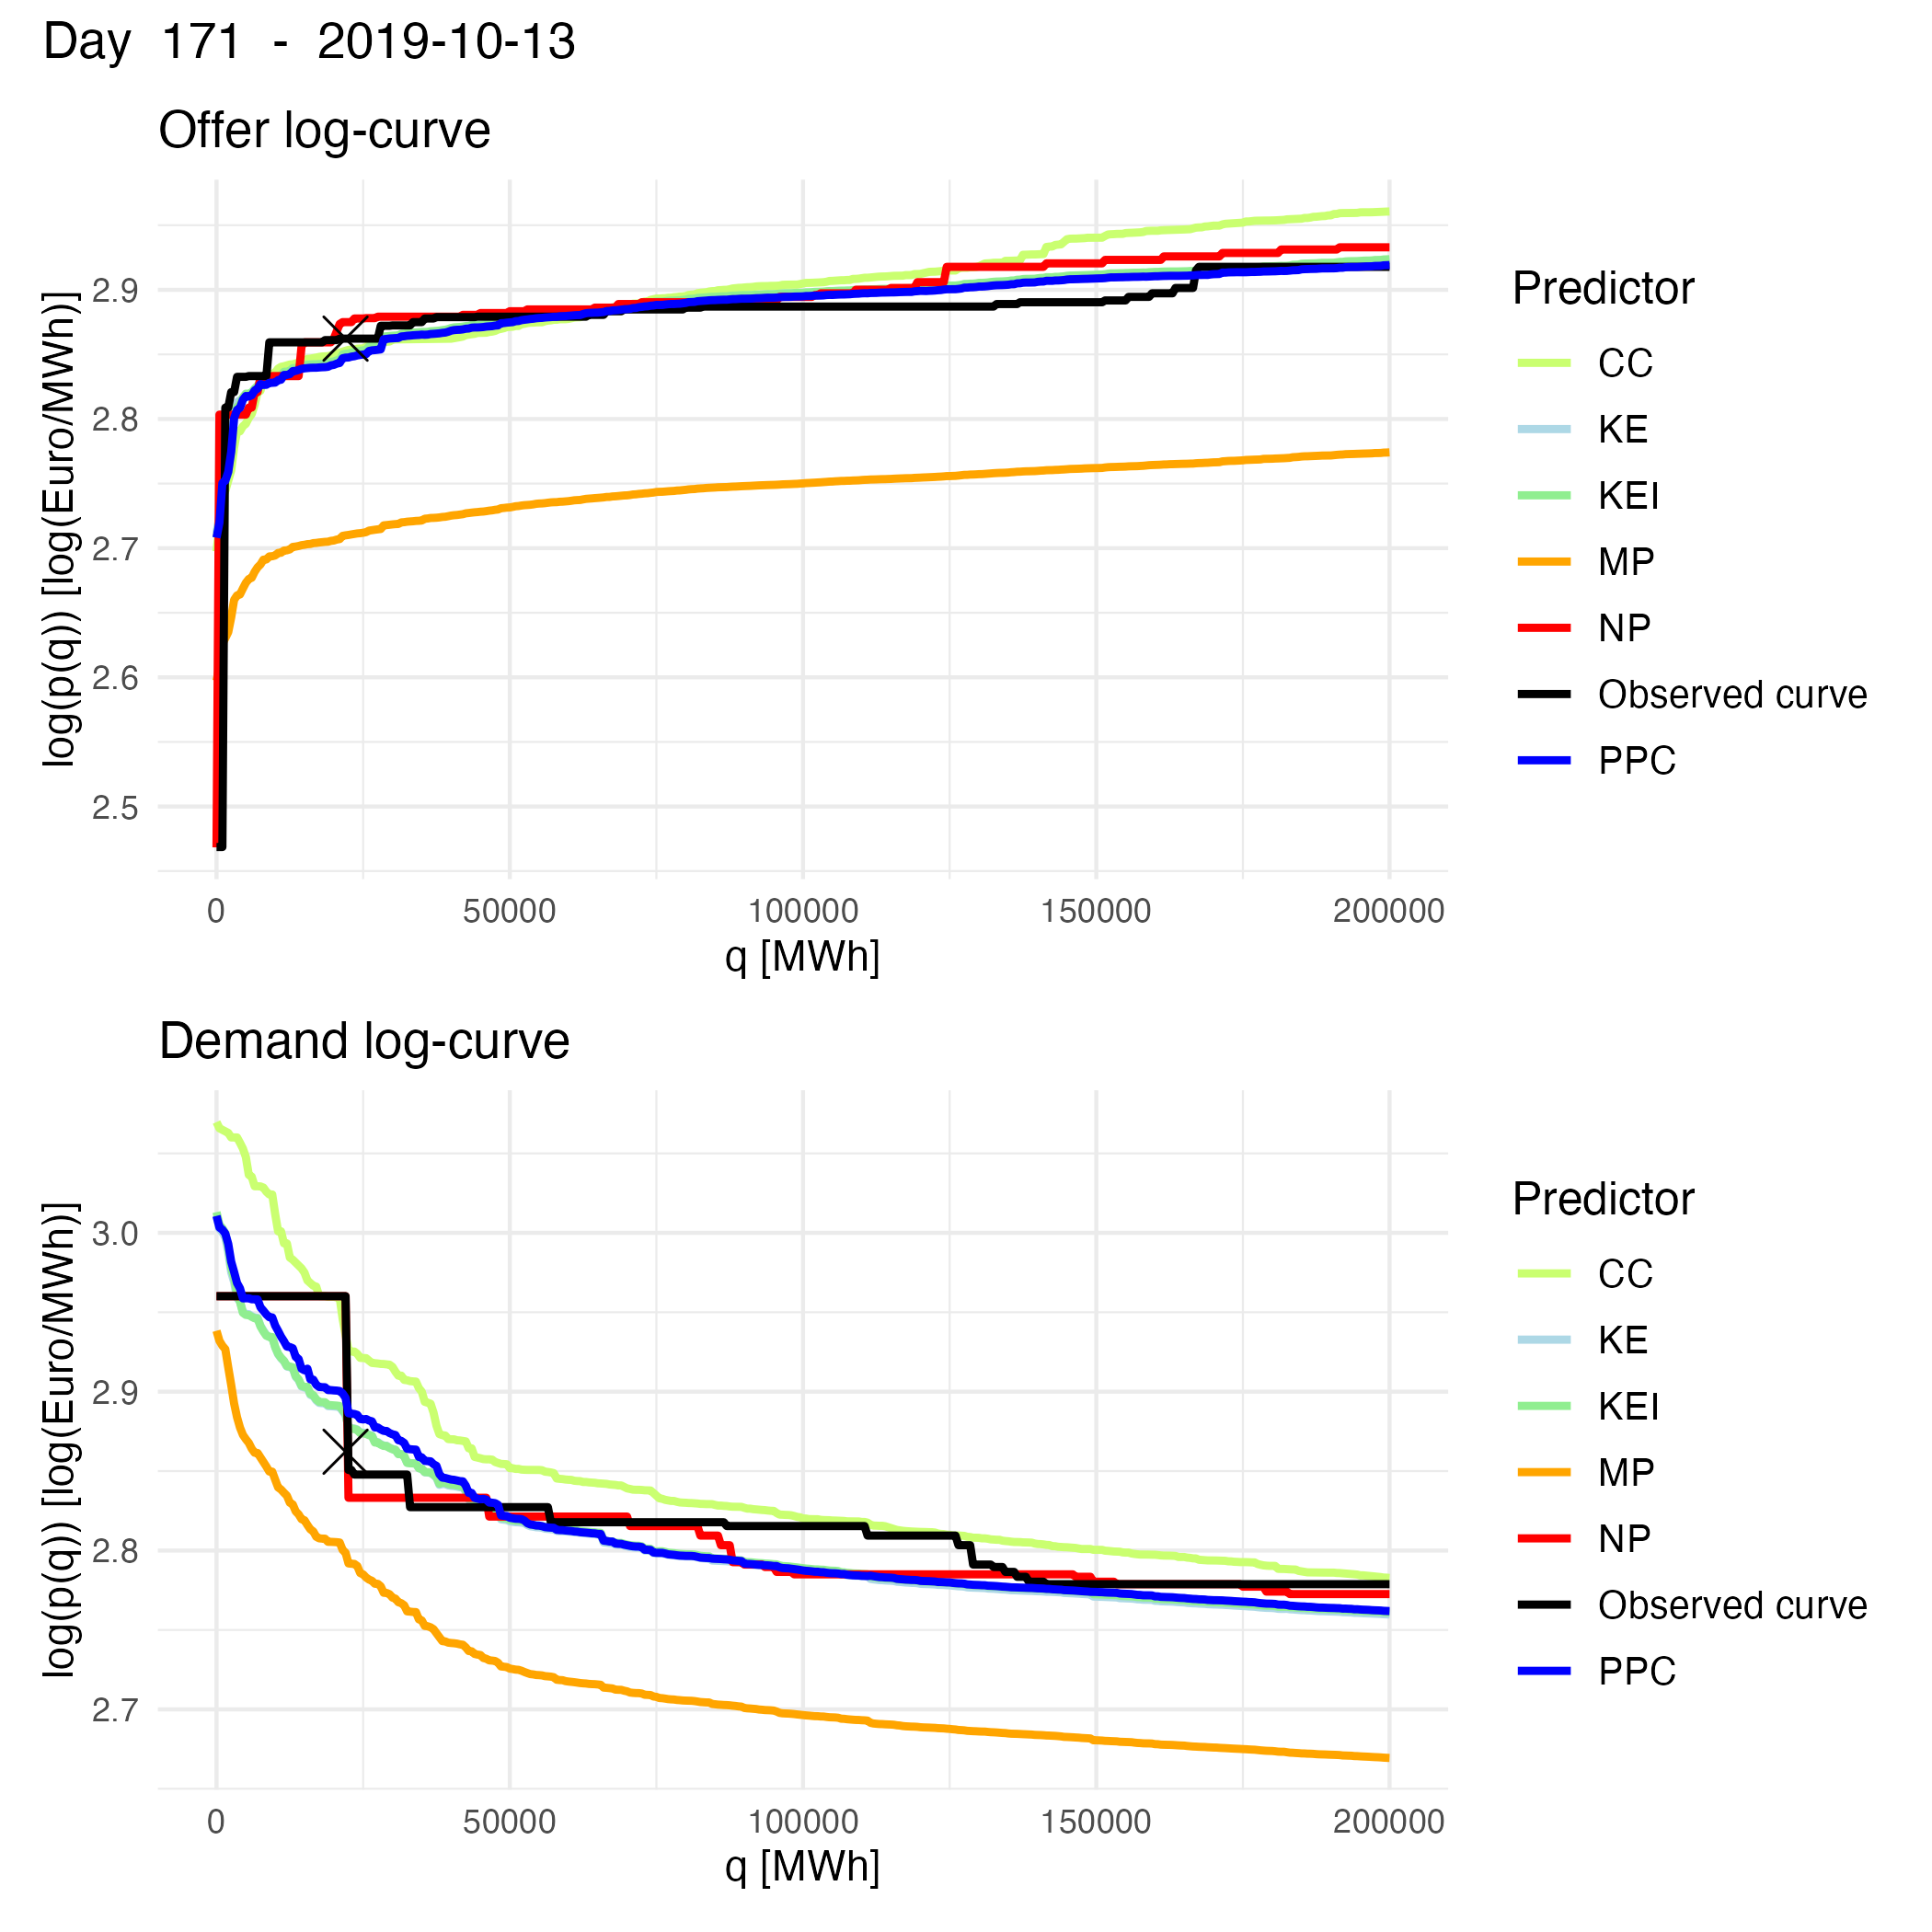 Day 171 - 2019-10-13
Offer log-curve
log(p(q)) [log(Euro/MWh)]
2.9
2.8
2.7
2.6
2.5
0 50000 100000 150000 200000
q [MWh]
Predictor
CC
KE
KEI
MP
NP
Observed curve
PPC
Demand log-curve
log(p(q)) [log(Euro/MWh)]
3.0
2.9
2.8
2.7
0 50000 100000 150000 200000
q [MWh]
Predictor
CC
KE
KEI
MP
NP
Observed curve
PPC